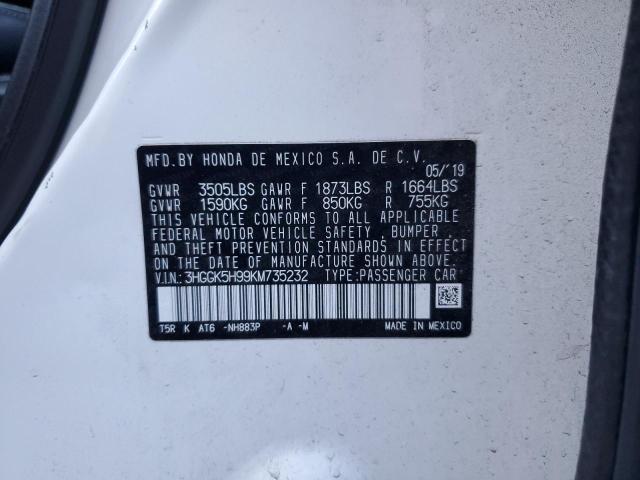 MFD.BY HONDA DE MEXICO S.A. DE C.V.
05/'19
GVWR 3505LBS GAWR F 1873LBS R 1664LBS
GVWR 1590KG GAWR F 850KG R 755KG
THIS VEHICLE CONFORMS TO ALL APPLICABLE
FEDERAL MOTOR VEHICLE SAFETY , BUMPER,
AND THEFT PREVENTION STANDARDS IN EFFECT
ON THE DATE OF MANUFACTURE SHOWN ABOVE.
V.I.N.: 3HGGK5H99KM735232 TYPE:PASSENGER CAR
T5R K AT6 -NH883P -A -M
MADE IN MEXICO